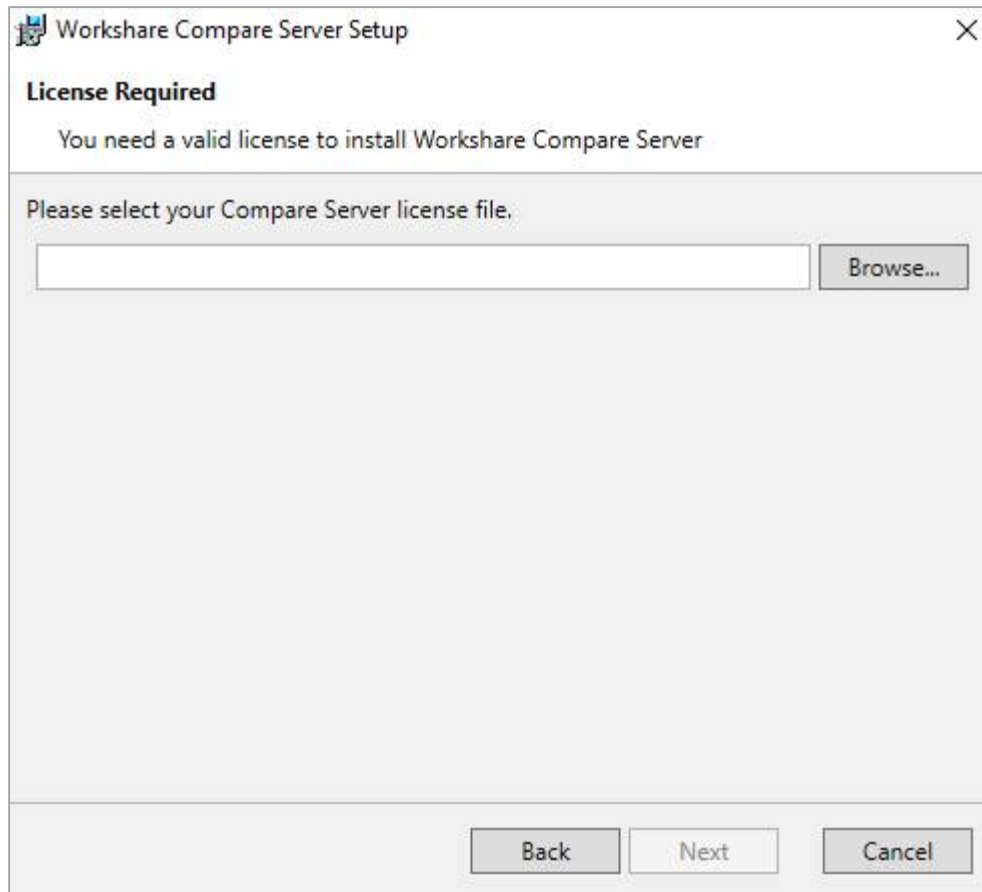 Workshare Compare Server Setup
License Required
You need a valid license to install Workshare Compare Server
Please select your Compare Server license file.
Browse...
Back
Next
Cancel